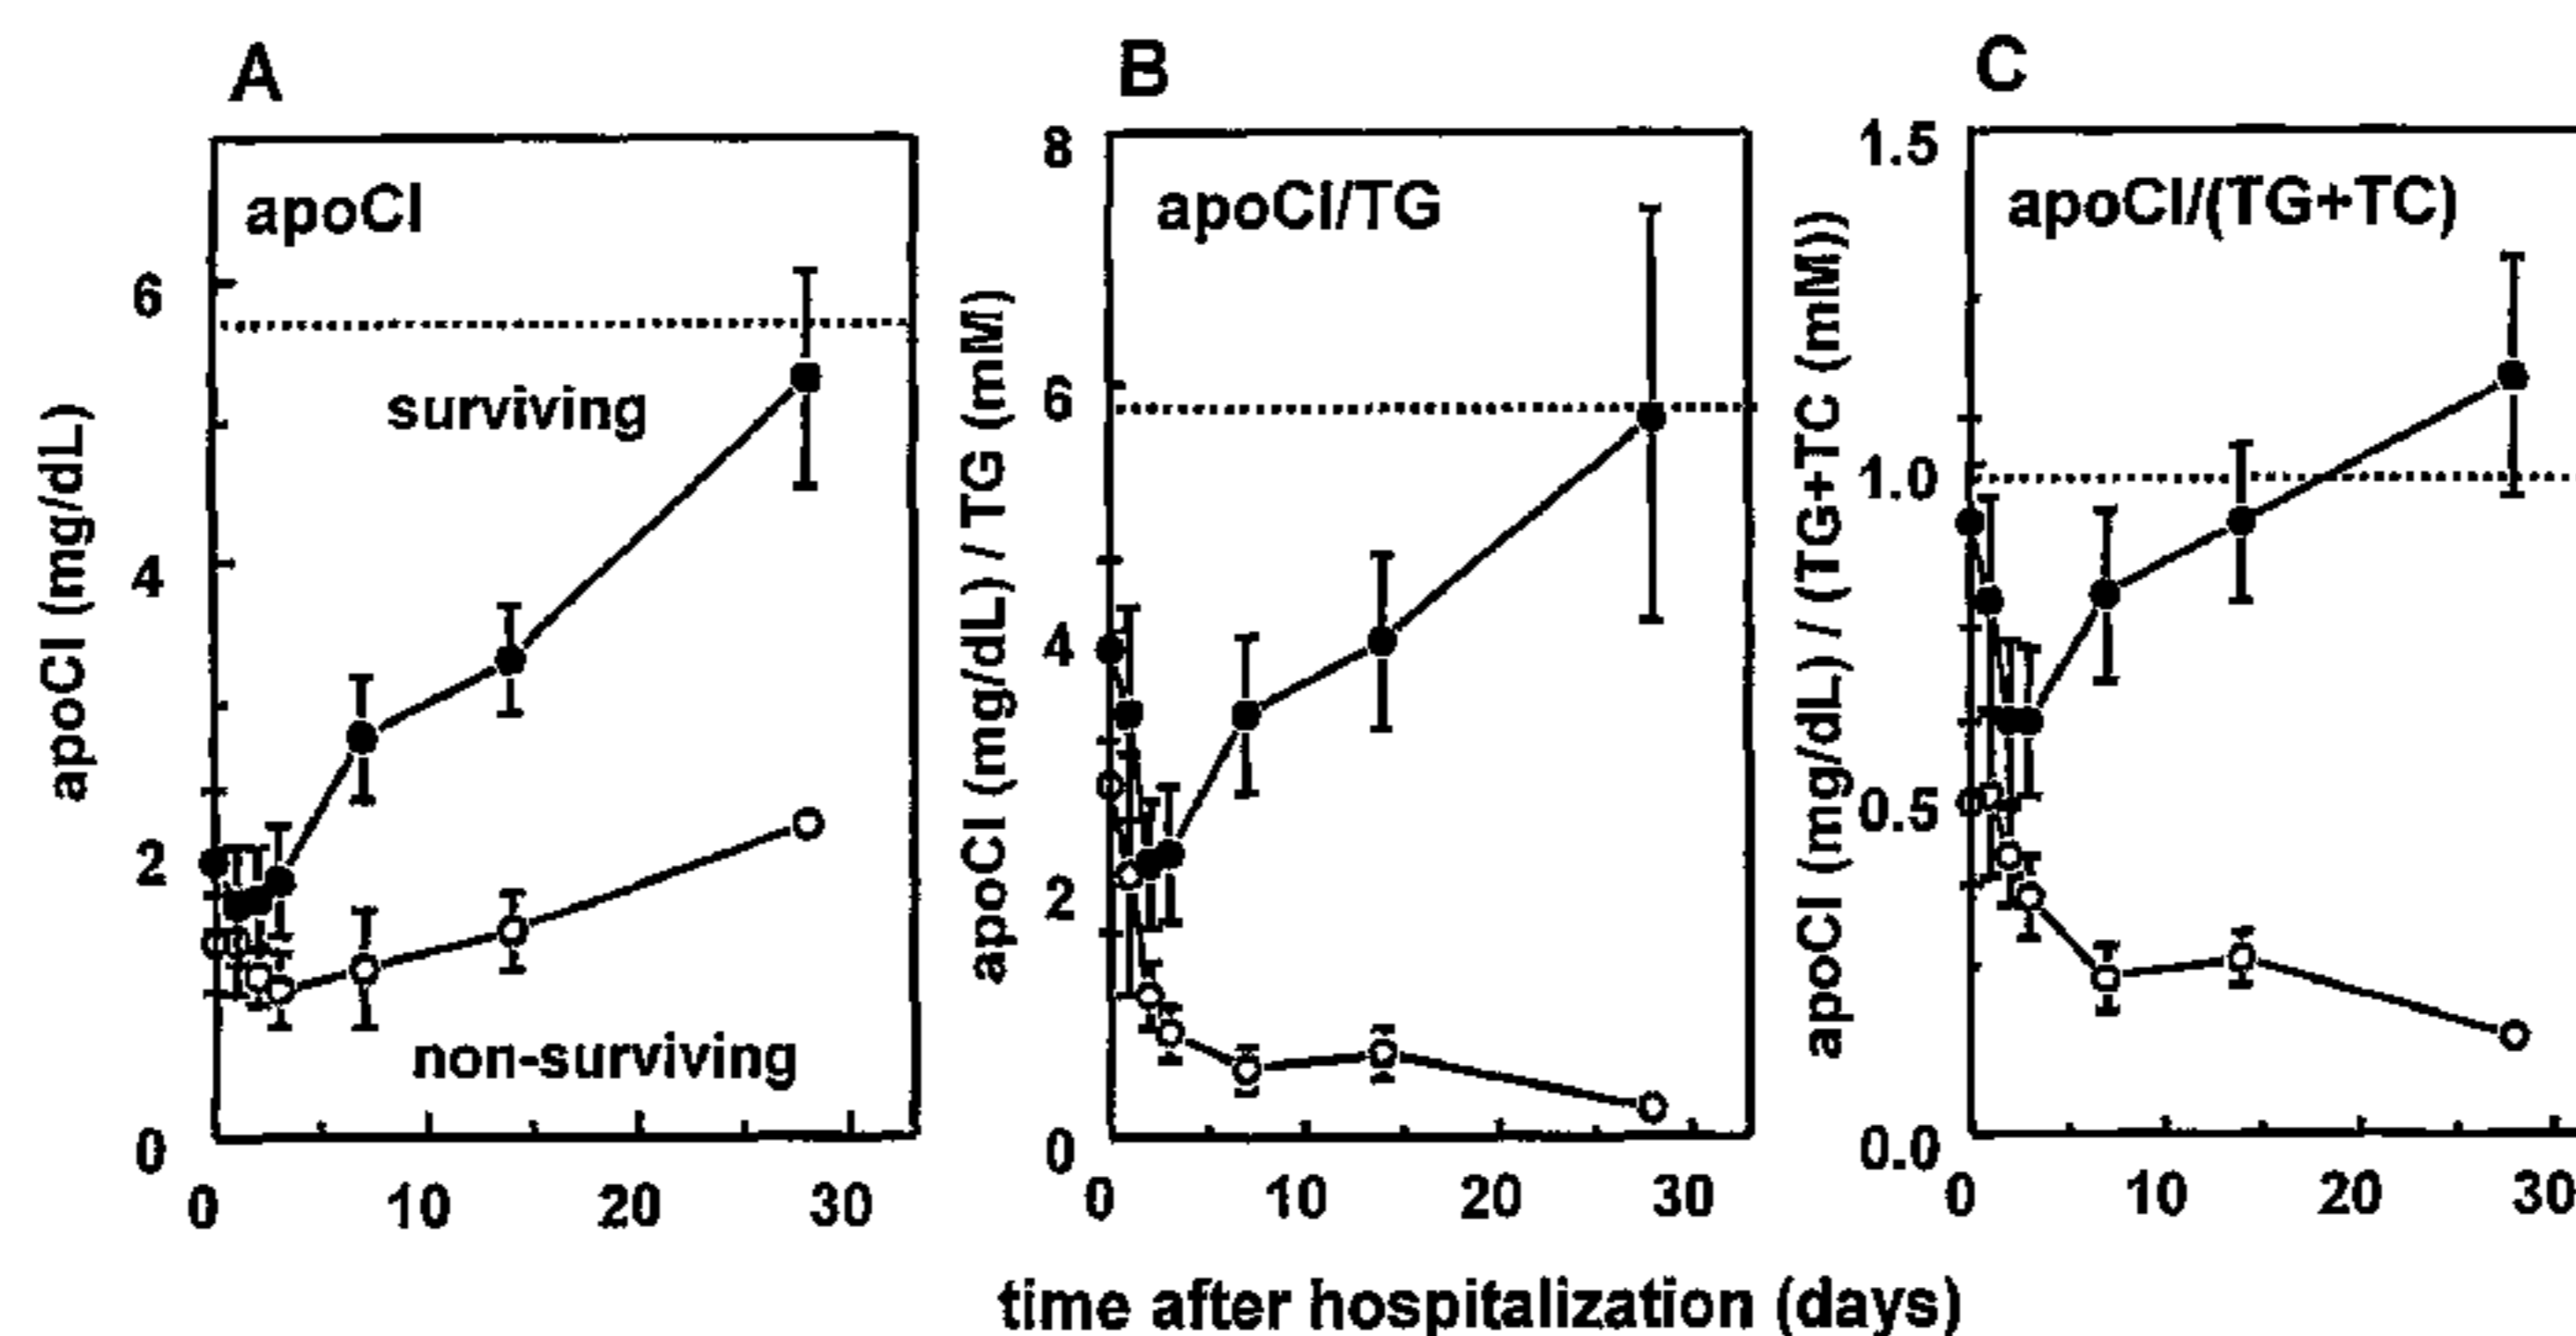 A
B
C
apoCI
apoCI/TG
apoCI/(TG+TC)
surviving
non-surviving
apoCI (mg/dL)
6
4
2
0
0 10 20 30
apoCI (mg/dL) / TG (mM)
8
6
4
2
0
0 10 20 30
apoCI (mg/dL) / (TG+TC (mM))
1.5
1.0
0.5
0.0
0 10 20 30
time after hospitalization (days)